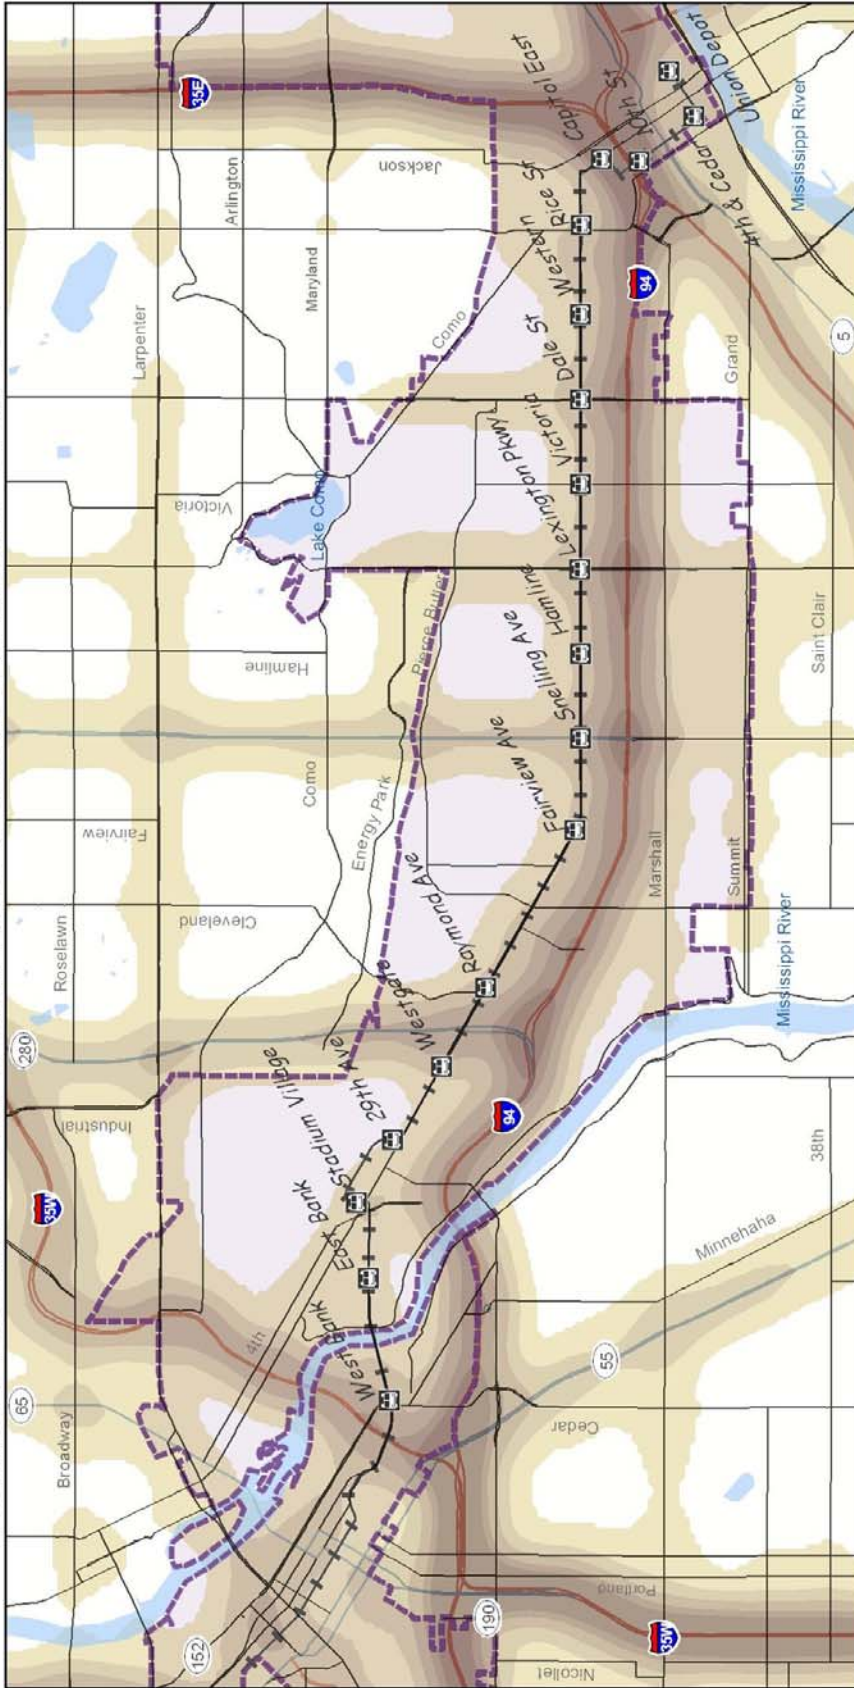 35E
Jackson
Arlington
Maryland
Larpenter
Como
Capitol East
10th St
Union Depot
4th & Cedar
Mississippi River
Rice St
Western
94
Dale St
Victoria
Lexington Pkwy
Grand
5
Victoria
Lake Como
Hamline
Snelling Ave
Pierce Butler
Hamline
Saint Clair
Fairview Ave
Como
Energy Park
Fairview
Marshall
Summit
Raymond Ave
Cleveland
Roselawn
Westgate
Mississippi River
280
29th Ave
Stadium Village
Industrial
94
38th
35W
East Bank
Minnehaha
West Bank
4th
55
65
Broadway
Cedar
Portland
152
190
35W
Nicollet